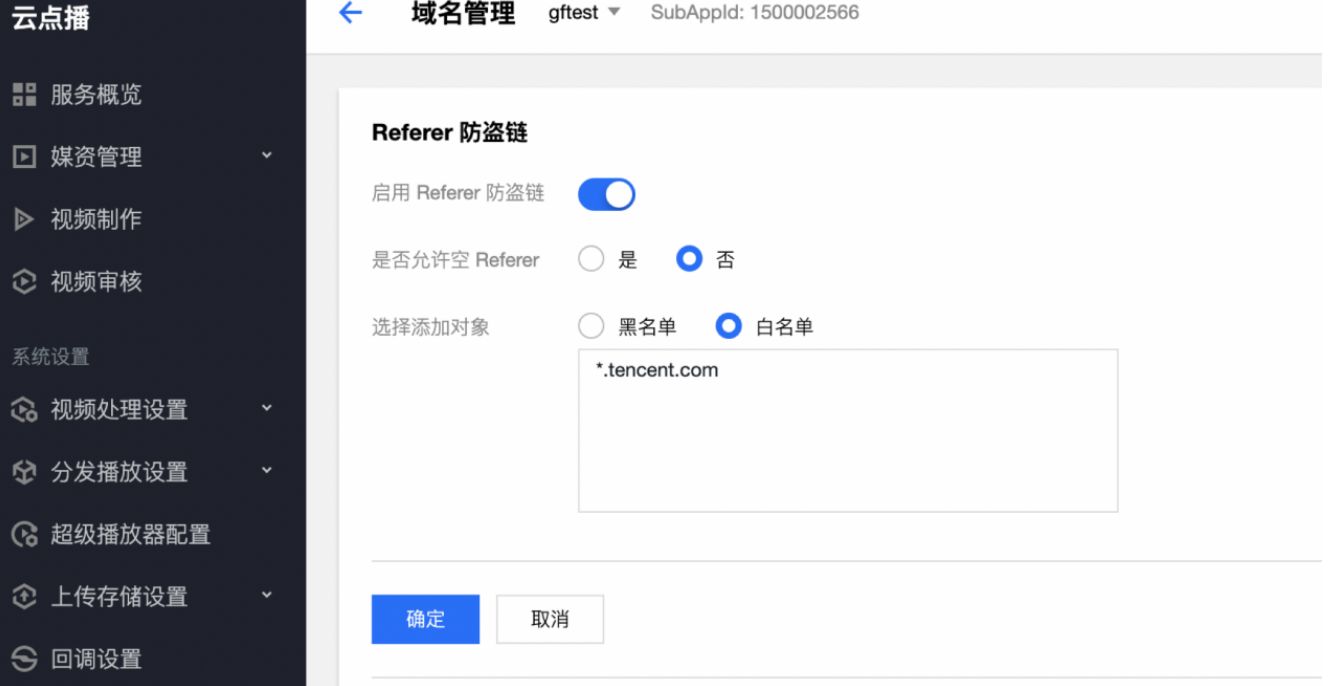 云点播
服务概览
媒资管理
视频制作
视频审核
系统设置
视频处理设置
分发播放设置
超级播放器配置
上传存储设置
回调设置
域名管理 gftest SubAppId: 1500002566
Referer 防盗链
启用 Referer 防盗链
是否允许空 Referer 是 否
选择添加对象 黑名单 白名单
*.tencent.com
确定 取消